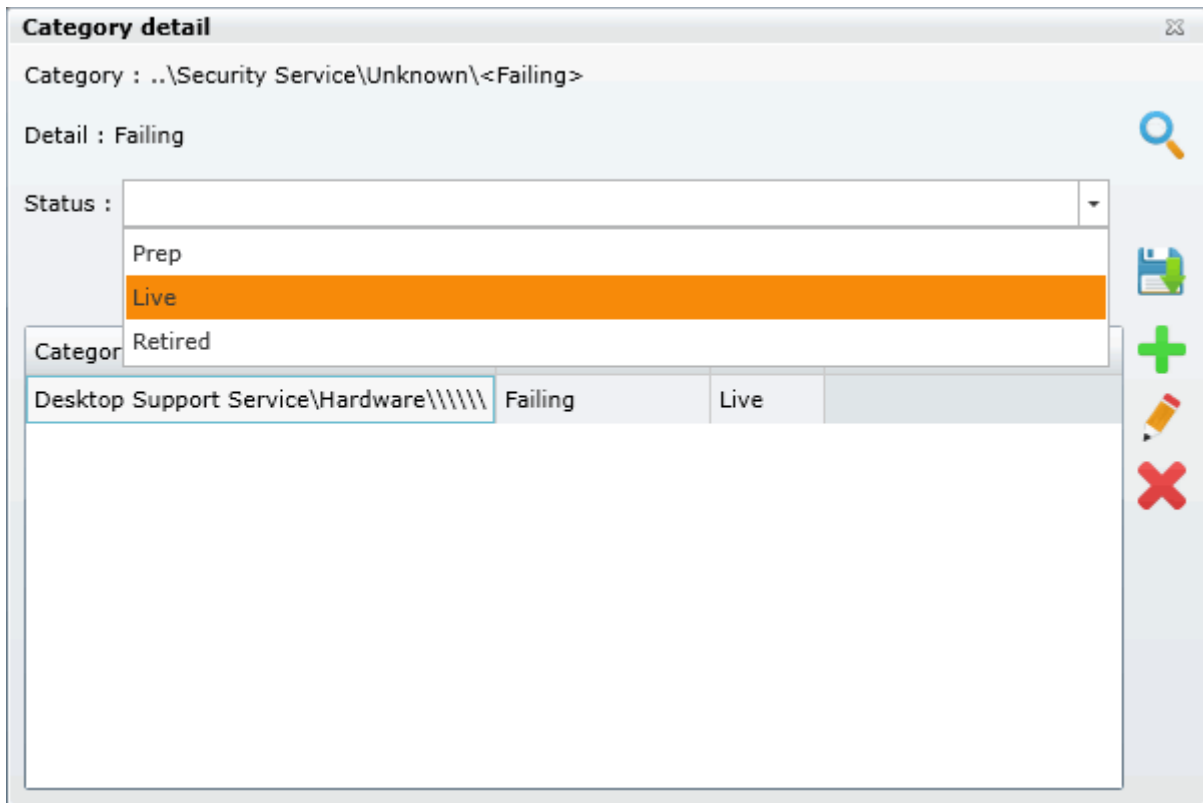 Category detail
Category : ..\Security Service\Unknown\<Failing>
Detail : Failing
Status :
Prep
Live
Retired
Categor
Desktop Support Service\Hardware\\\\\\ Failing Live